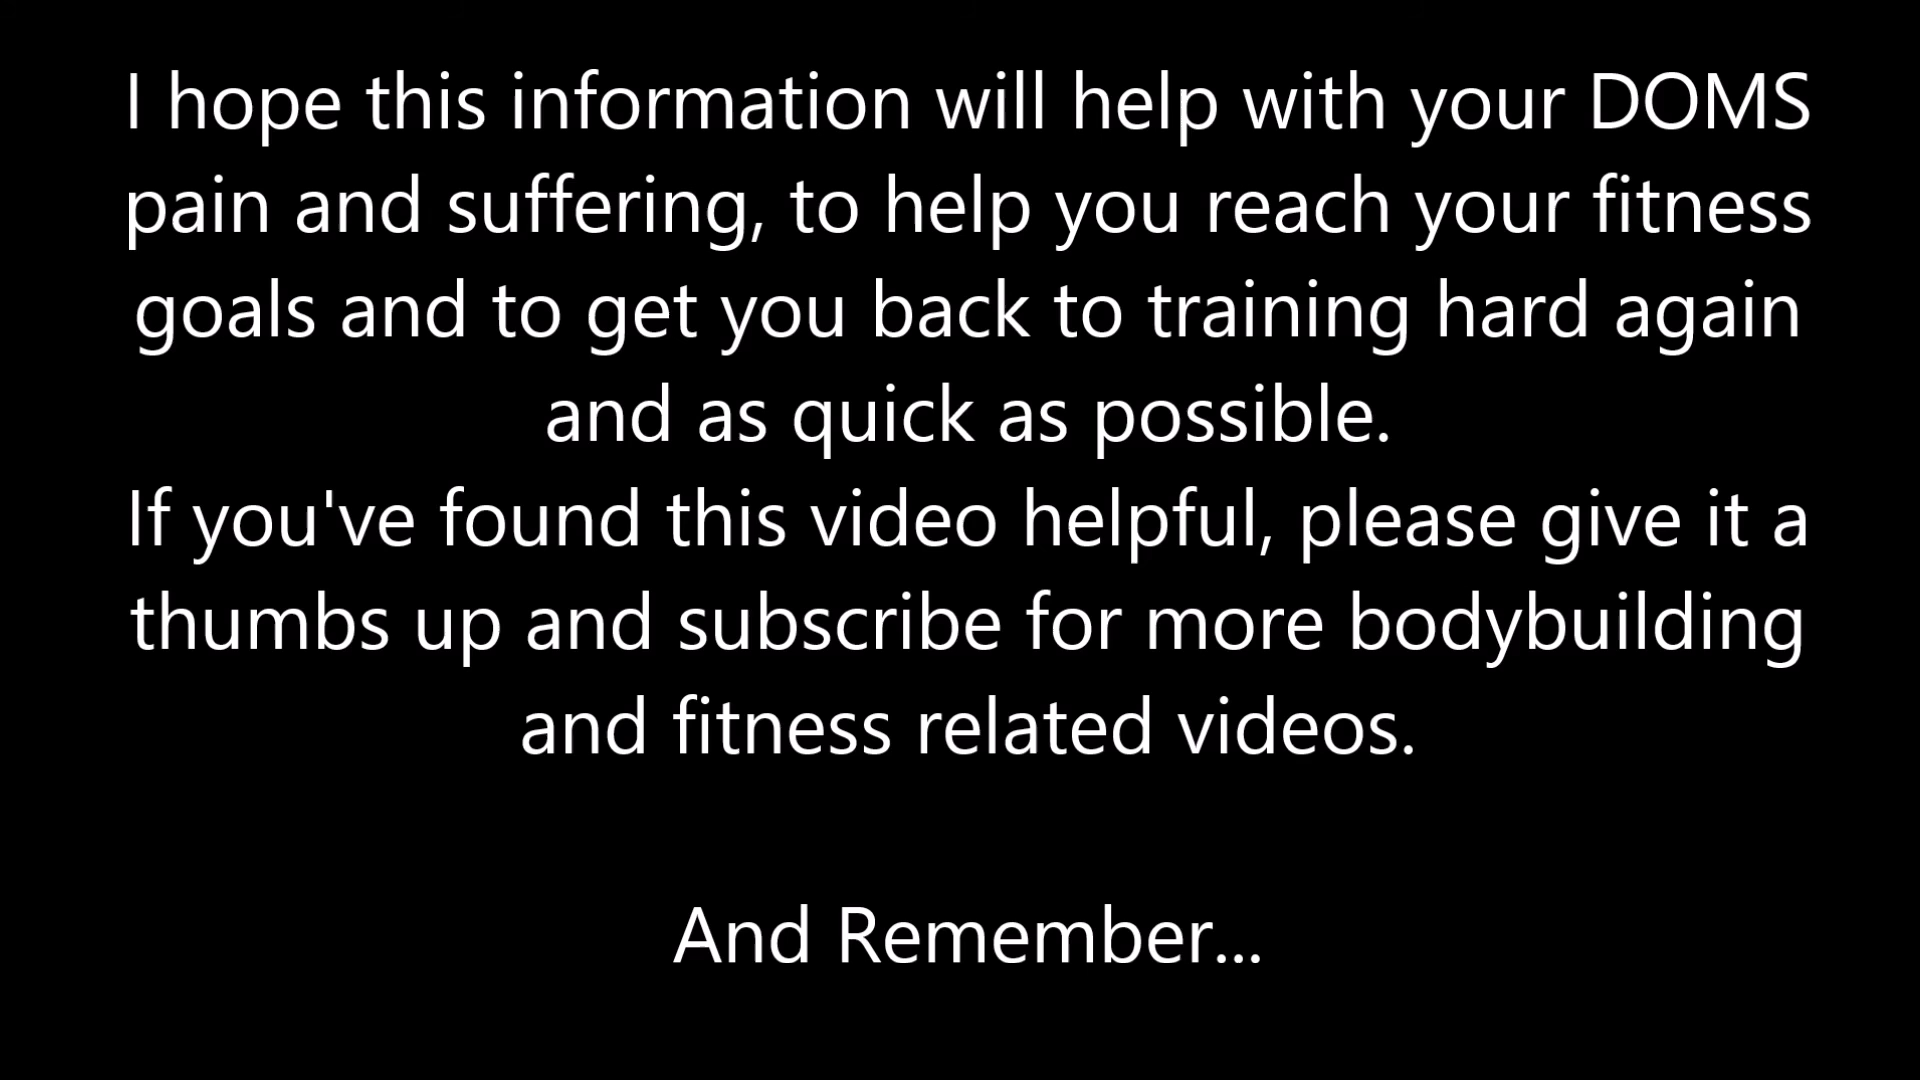 I hope this information will help with your DOMS
pain and suffering, to help you reach your fitness
goals and to get you back to training hard again
and as quick as possible.
If you've found this video helpful, please give it a
thumbs up and subscribe for more bodybuilding
and fitness related videos.
And Remember...